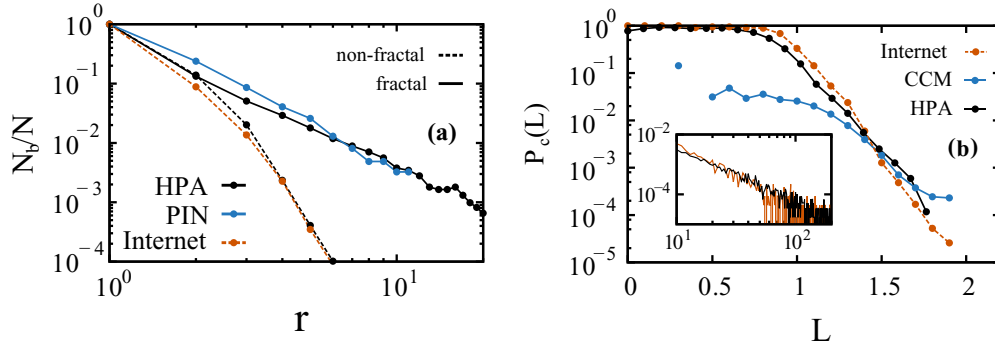 10^0
10^-1
10^-2
10^-3
10^-4
N_b/N
non-fractal
fractal
(a)
HPA
PIN
Internet
10^0
10^1
r
10^0
10^-1
10^-2
10^-3
10^-4
10^-5
P_c(L)
Internet
CCM
HPA
(b)
10^-2
10^-4
10^1
10^2
0
0.5
1
1.5
2
L